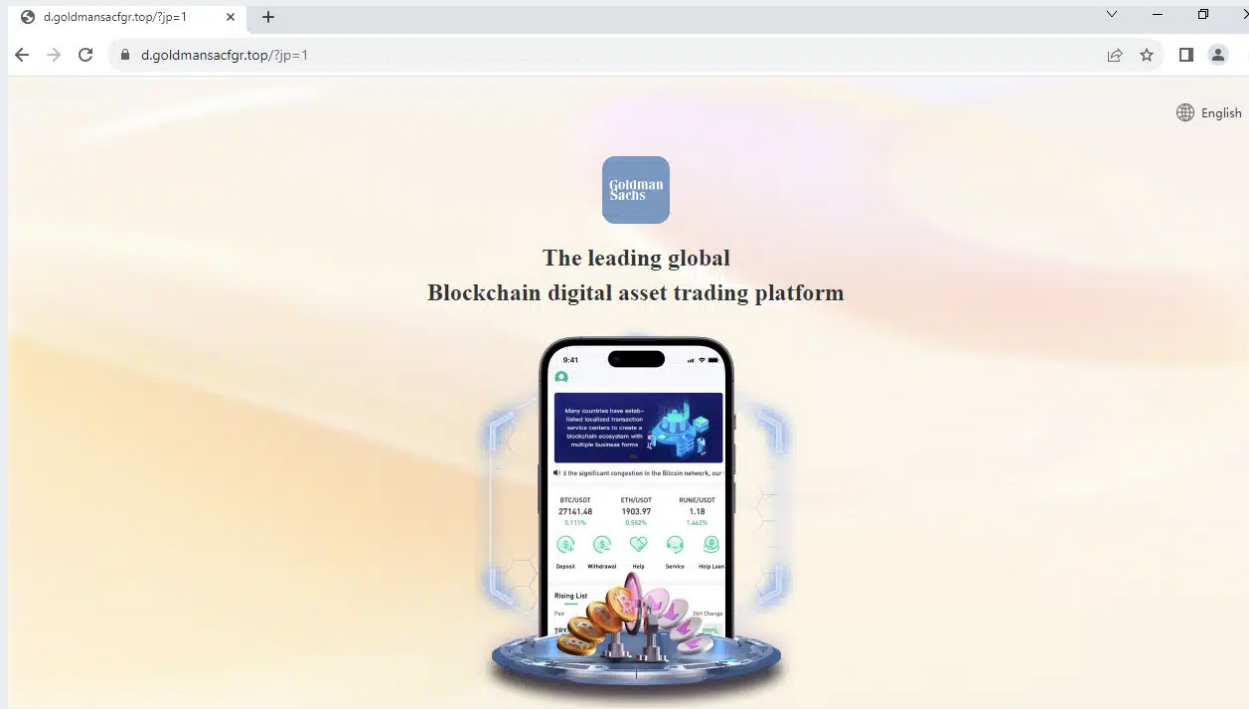 d.goldmansacfgr.top/?jp=1
d.goldmansacfgr.top/?jp=1
English
Goldman
Sachs
The leading global
Blockchain digital asset trading platform
9:41
Many countries have estab-
lished localized transaction
service centers to create a
blockchain ecosystem with
multiple business forms
the significant congestion in the Bitcoin network, our
BTC/USDT ETH/USDT RUNE/USDT
27141.48 1903.97 1.18
0.111% 0.582% 1.462%
Deposit Withdrawal Help Service Help Loan
Rising List
Pair 24H Change